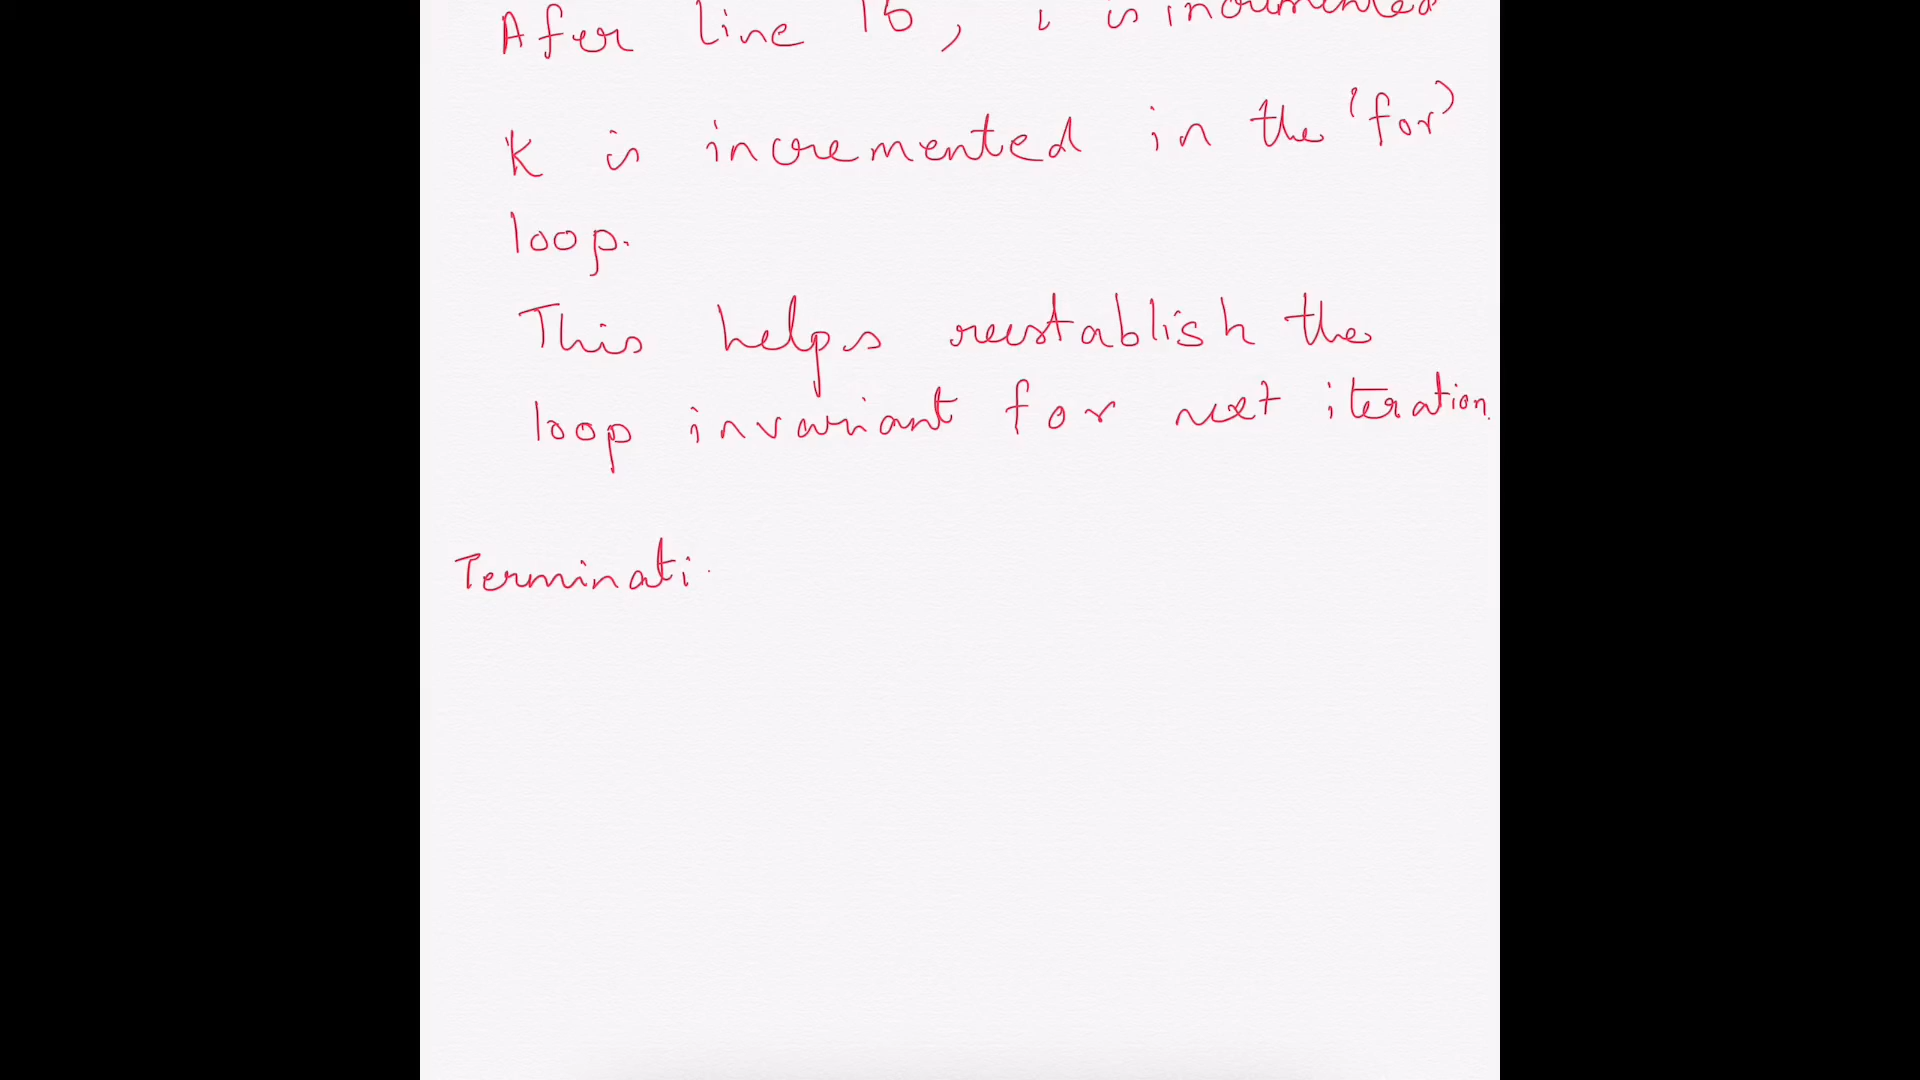 Afer line 16, i is incremented
K is incremented in the 'for'
loop.
This helps reestablish the
loop invariant for next iteration.
Terminati